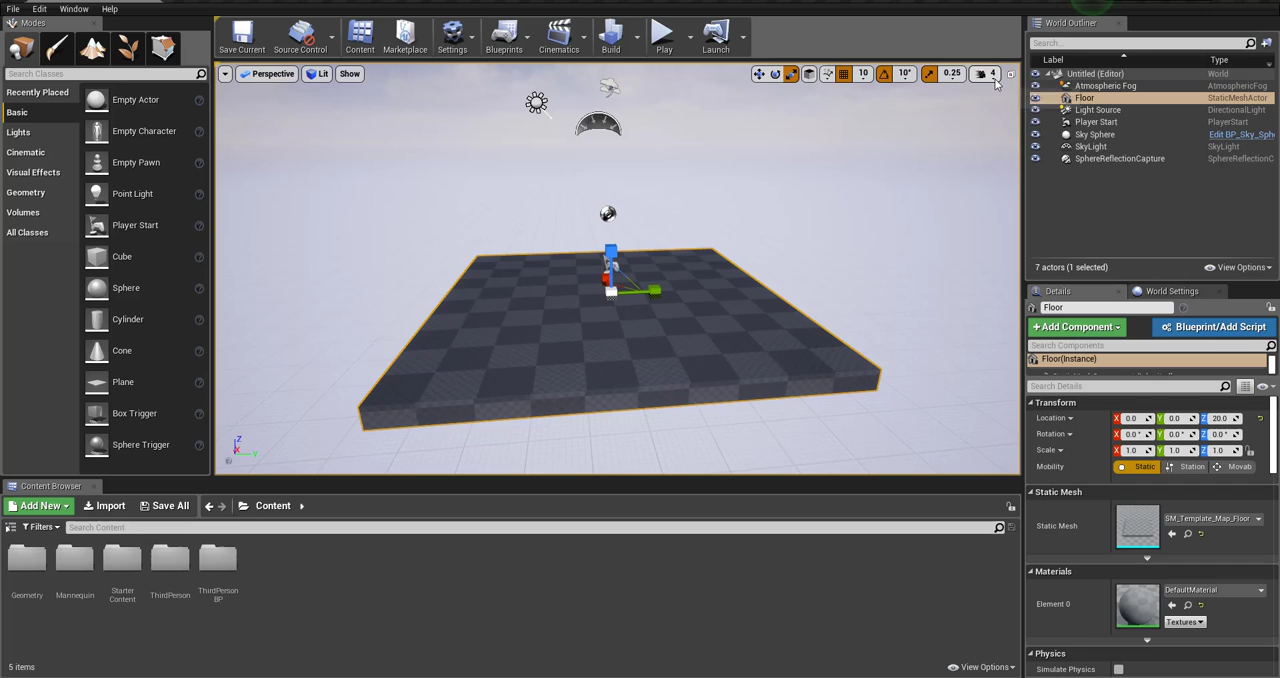 File Edit Window Help
Modes
World Outliner
Save Current Source Control Content Marketplace Settings Blueprints Cinematics Build Play Launch
Search...
Label Type
Search Classes
Perspective Lit Show 10 10° 0.25 4
Untitled (Editor) World
Atmospheric Fog AtmosphericFog
Floor StaticMeshActor
Light Source DirectionalLight
Player Start PlayerStart
Sky Sphere Edit BP_Sky_Sph
SkyLight SkyLight
SphereReflectionCapture SphereReflectionC
7 actors (1 selected) View Options
Recently Placed
Basic
Lights
Cinematic
Visual Effects
Geometry
Volumes
All Classes
Empty Actor
Empty Character
Empty Pawn
Point Light
Player Start
Cube
Sphere
Cylinder
Cone
Plane
Box Trigger
Sphere Trigger
Z
Y
Details World Settings
Floor
+Add Component Blueprint/Add Script
Search Components
Floor(Instance)
Search Details
Transform
Location X 0.0 Y 0.0 Z 20.0
Rotation X 0.0 ° Y 0.0 ° Z 0.0 °
Scale X 1.0 Y 1.0 Z 1.0
Mobility Static Station Movab
Static Mesh
Static Mesh SM_Template_Map_Floor
Materials
Element 0 DefaultMaterial
Textures
Physics
Simulate Physics
Content Browser
Add New Import Save All Content
Filters Search Content
Geometry Mannequin Starter Content ThirdPerson ThirdPerson BP
5 items View Options